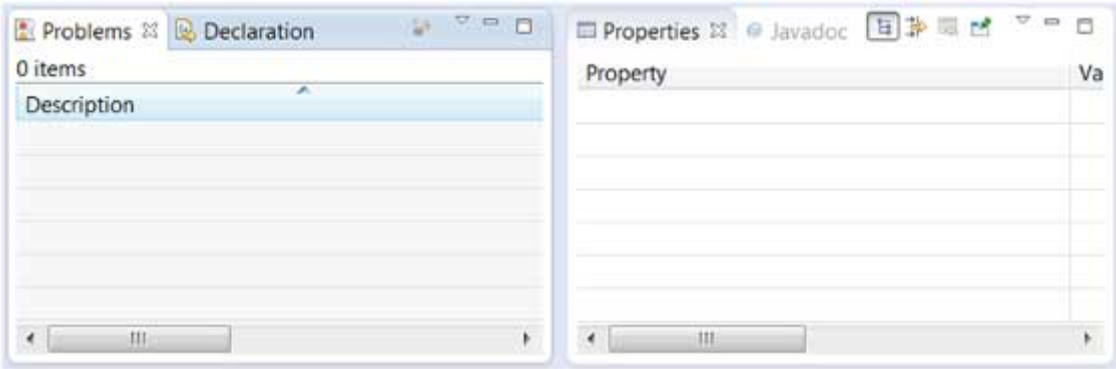 Problems Declaration
0 items
Description
Properties Javadoc
Property Va